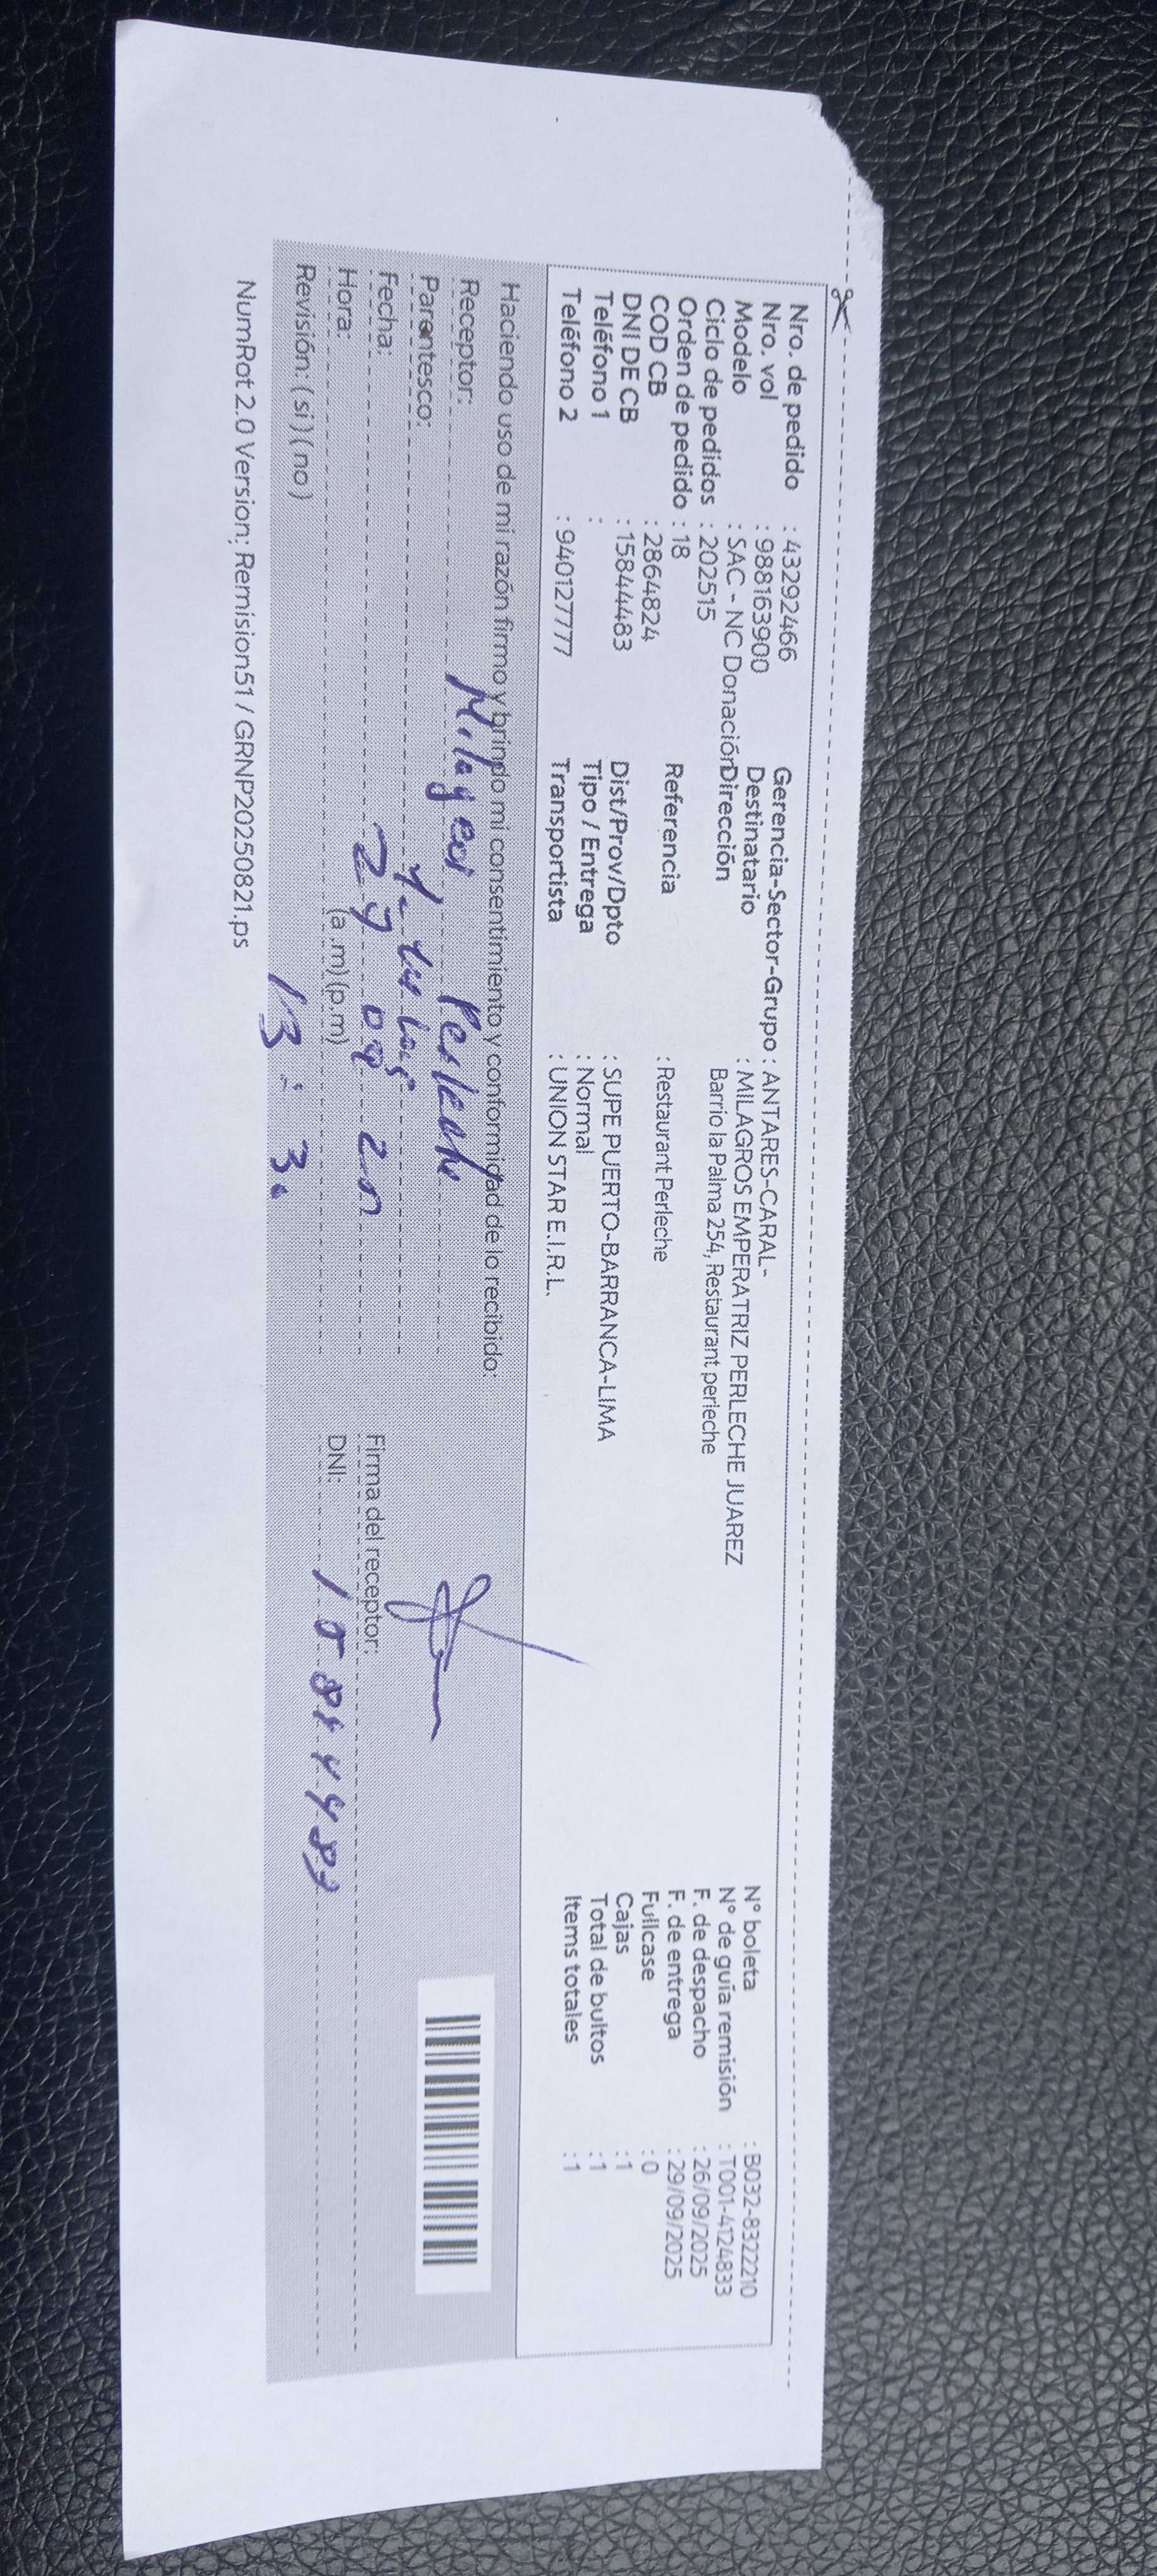 Nro. de pedido : 43292466
Nro. vol : 988163900
Modelo : SAC - NC Donación
Ciclo de pedidos : 202515
Orden de pedido : 18
COD CB : 2864824
DNI DE CB : 15844483
Teléfono 1 :
Teléfono 2 : 940127777
Gerencia-Sector-Grupo : ANTARES-CARAL-
Destinatario : MILAGROS EMPERATRIZ PERLECHE JUAREZ
Dirección Barrio la Palma 254, Restaurant perleche
Referencia : Restaurant Perleche
Dist/Prov/Dpto : SUPE PUERTO-BARRANCA-LIMA
Tipo / Entrega : Normal
Transportista : UNION STAR E.I.R.L.
N° boleta : B032-8322210
N° de guía remisión : T001-4124833
F. de despacho : 26/09/2025
F. de entrega : 29/09/2025
Fullcase : 0
Cajas : 1
Total de bultos : 1
Items totales : 1
Haciendo uso de mi razón firmo y brindo mi consentimiento y conformidad de lo recibido:
Receptor: Milagros Perleche
Parentesco: Titular
Fecha: 29 09 25
Hora: (a.m)(p.m) 13:30
Revisión: (si) (no)
Firma del receptor:
DNI: 15844483
NumRot 2.0 Version; Remision51 / GRNP20250821.ps